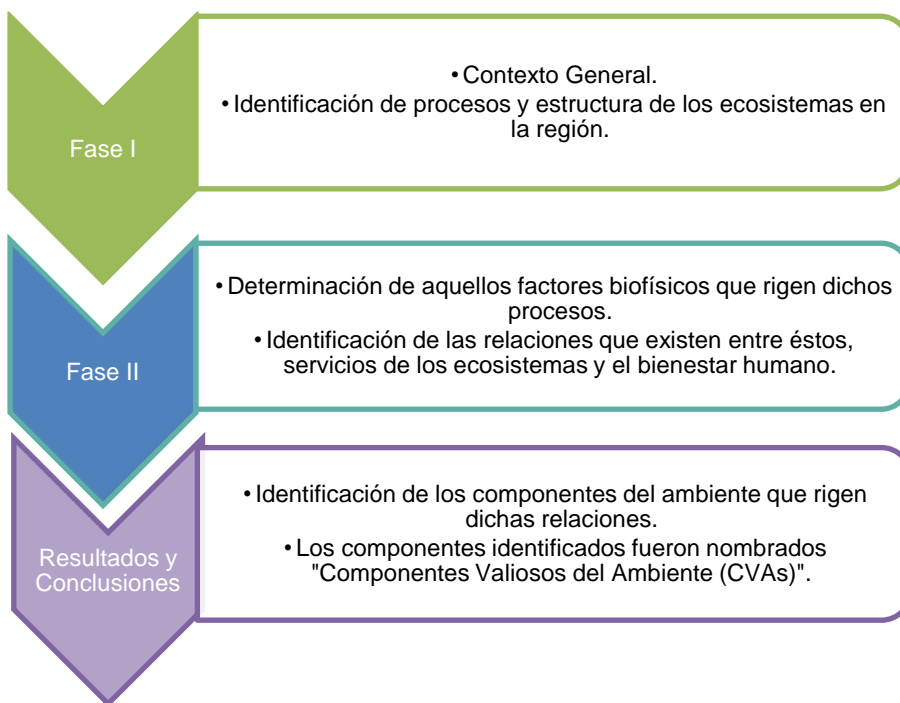 Fase I
• Contexto General.
• Identificación de procesos y estructura de los ecosistemas en
la región.
Fase II
• Determinación de aquellos factores biofísicos que rigen dichos
procesos.
• Identificación de las relaciones que existen entre éstos,
servicios de los ecosistemas y el bienestar humano.
Resultados y
Conclusiones
• Identificación de los componentes del ambiente que rigen
dichas relaciones.
• Los componentes identificados fueron nombrados
"Componentes Valiosos del Ambiente (CVAs)".